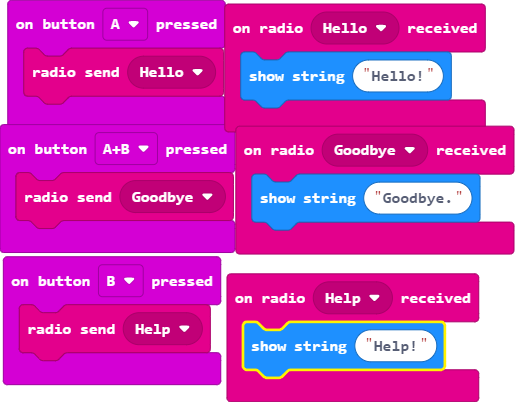 on button A pressed
radio send Hello
on radio Hello received
show string "Hello!"
on button A+B pressed
radio send Goodbye
on radio Goodbye received
show string "Goodbye."
on button B pressed
radio send Help
on radio Help received
show string "Help!"